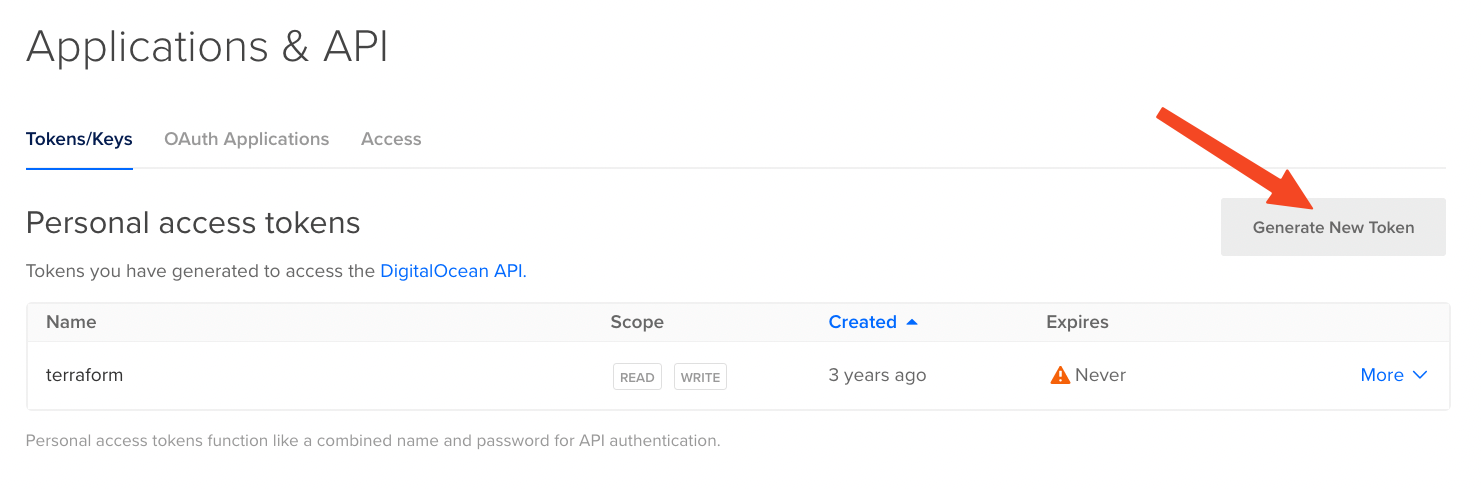 Applications & API
Tokens/Keys OAuth Applications Access
Personal access tokens
Generate New Token
Tokens you have generated to access the DigitalOcean API.
Name Scope Created Expires
terraform READ WRITE 3 years ago Never More
Personal access tokens function like a combined name and password for API authentication.